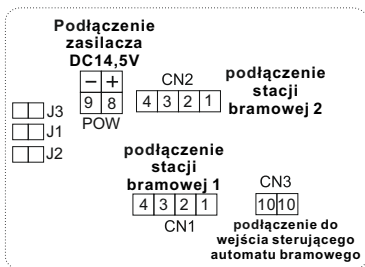 Podłączenie
zasilacza
DC14,5V
− +
9 8
POW
CN2
4 3 2 1
podłączenie
stacji
bramowej 2
J3
J1
J2
podłączenie
stacji
bramowej 1
4 3 2 1
CN1
CN3
10 10
podłączenie do
wejścia sterującego
automatu bramowego